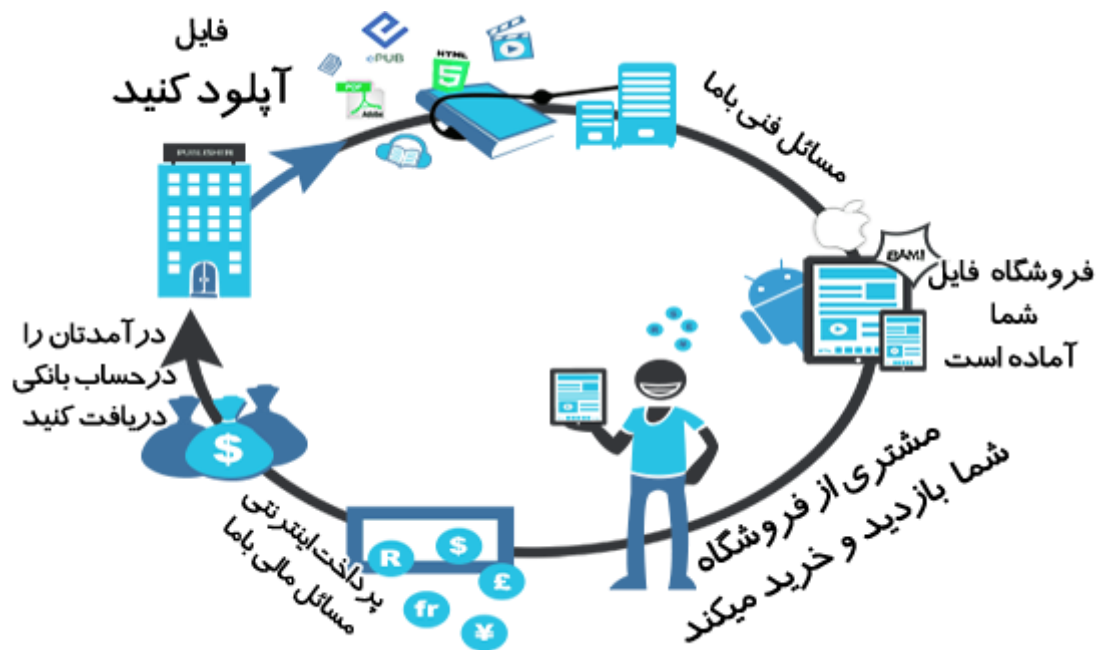 فایل
آپلود کنید
ePUB
HTML
5
PDF
Adobe
PUBLISHER
مسائل فنی باما
BAM!
فروشگاه فایل
شما
آماده است
مشتری از فروشگاه
شما بازدید و خرید میکند
پرداخت اینترنتی
مسائل مالی باما
R
$
£
fr
¥
$
درآمدتان را
درحساب بانکی
دریافت کنید